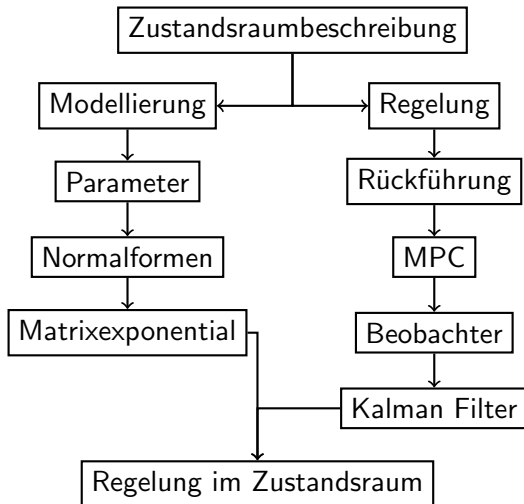 Zustandsraumbeschreibung
Modellierung
Regelung
Parameter
Rückführung
Normalformen
MPC
Matrixexponential
Beobachter
Kalman Filter
Regelung im Zustandsraum